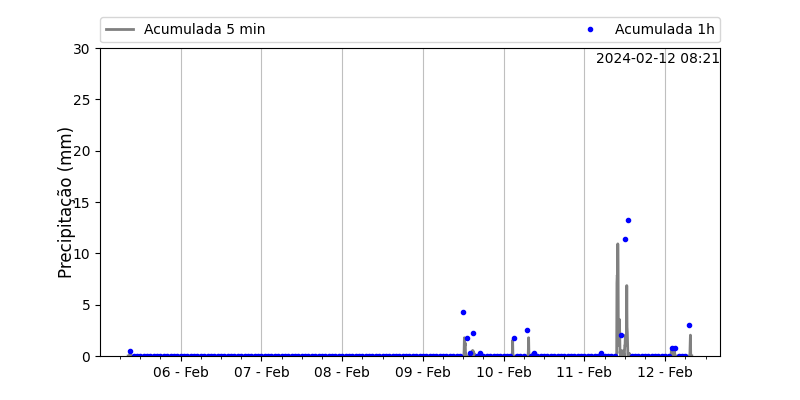 Acumulada 5 min
Acumulada 1h
2024-02-12 08:21
Precipitação (mm)
30
25
20
15
10
5
0
06 - Feb
07 - Feb
08 - Feb
09 - Feb
10 - Feb
11 - Feb
12 - Feb